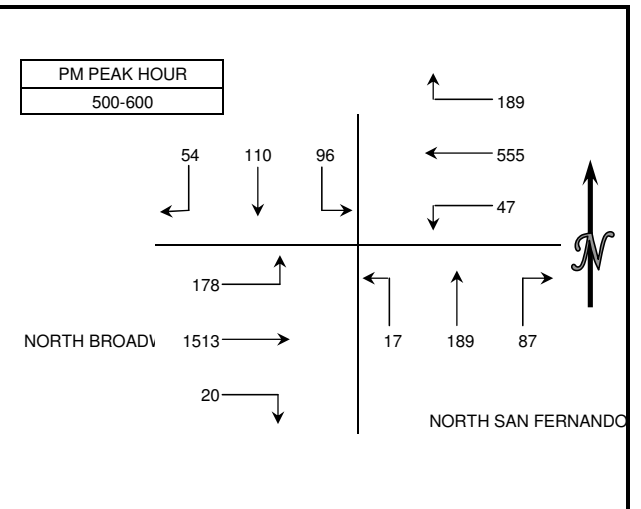 PM PEAK HOUR
500-600
189
54 110 96 555
47
N
178
NORTH BROADW 1513 17 189 87
20
NORTH SAN FERNANDO